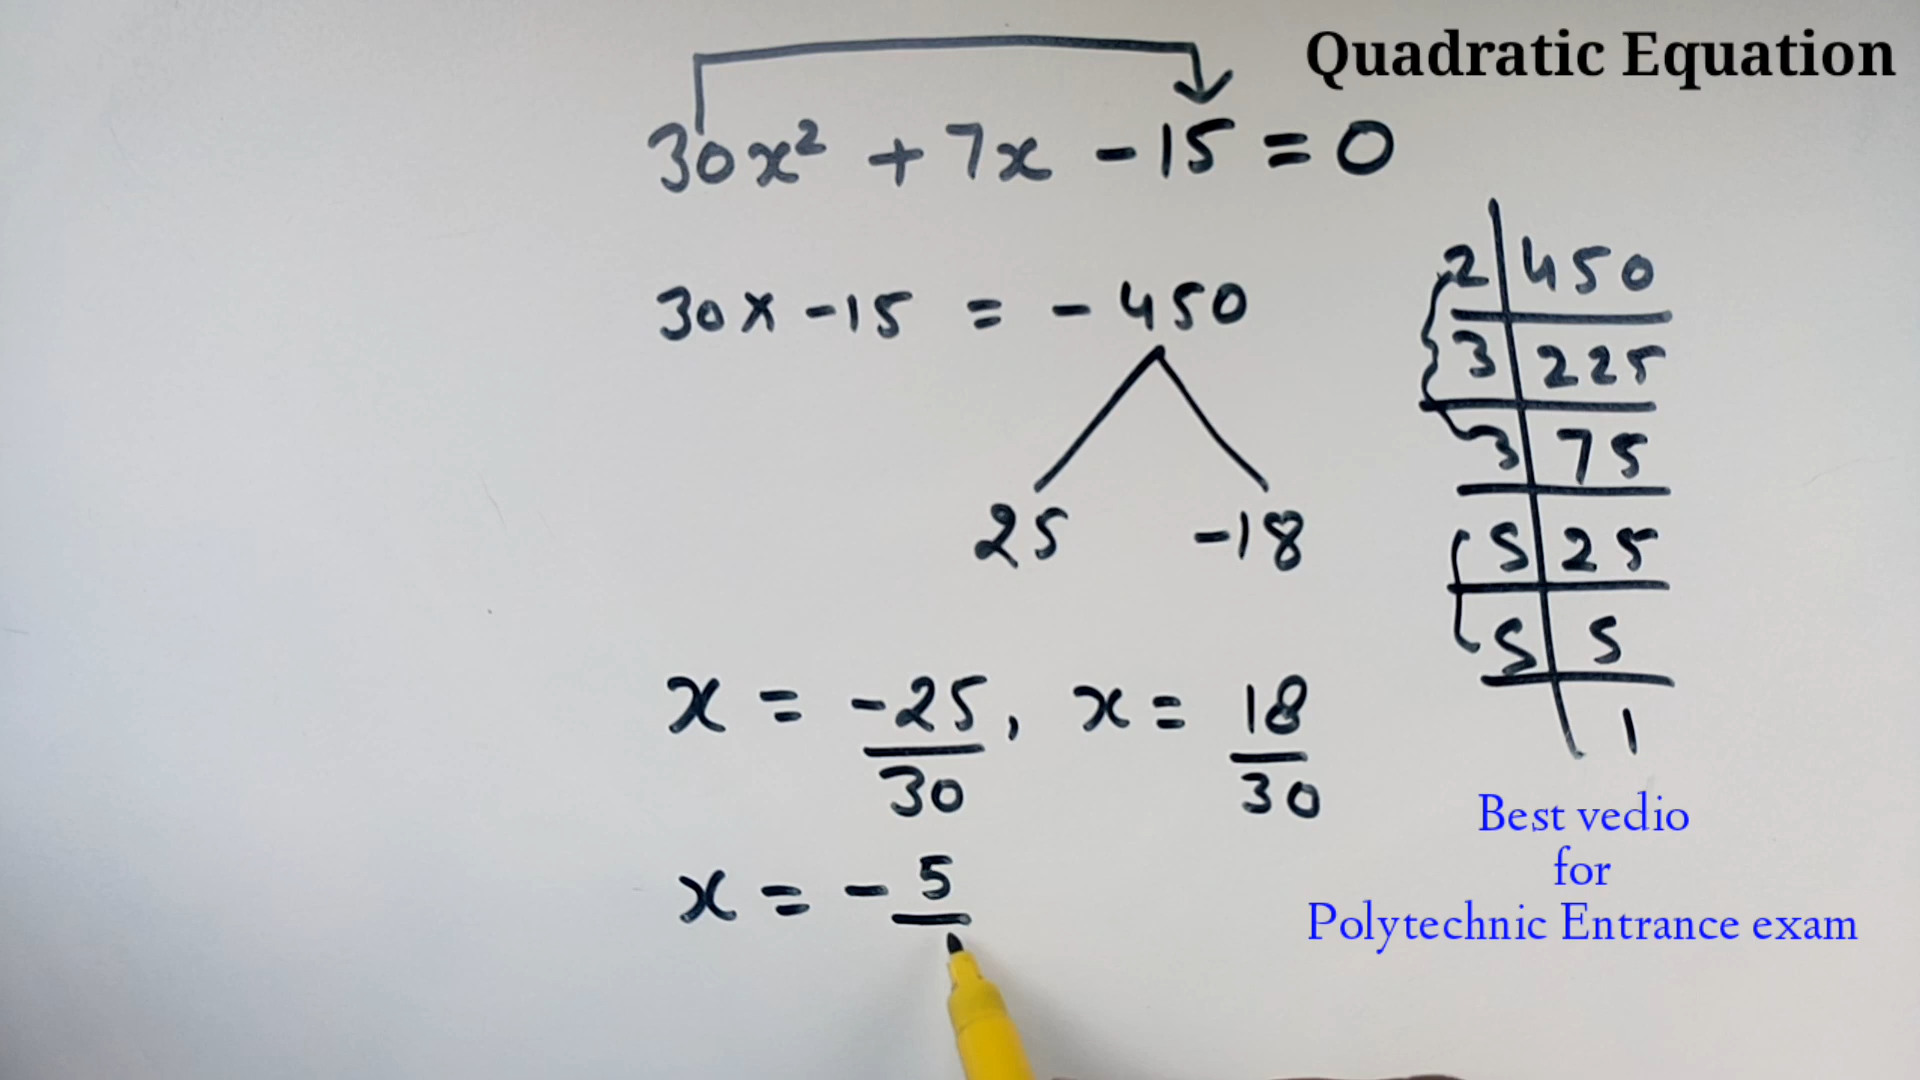 Quadratic Equation
30x² + 7x - 15 = 0
30 x -15 = - 450
25 -18
2 | 450
3 | 225
3 | 75
5 | 25
5 | 5
1
x = -25/30, x = 18/30
x = - 5
Best vedio
for
Polytechnic Entrance exam